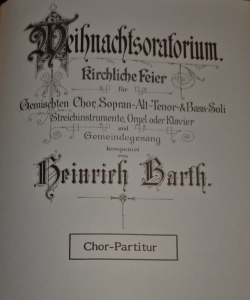 Weihnachtsoratorium.
Kirchliche Feier
für
Gemischten Chor, Sopran-Alt-Tenor-& Bass-Soli
Streichinstrumente, Orgel oder Klavier
und
Gemeindegesang
komponiert
von
Heinrich Barth.
Chor-Partitur